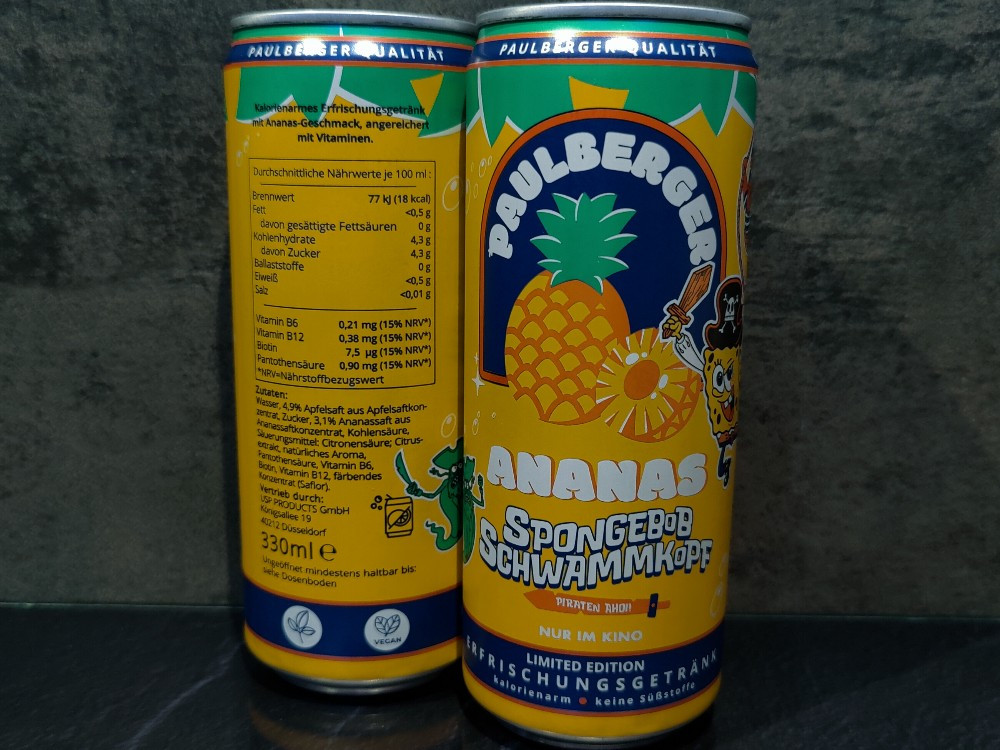 PAULBERGER QUALITÄT
Kalorienarmes Erfrischungsgetränk
mit Ananas-Geschmack, angereichert
mit Vitaminen.
Durchschnittliche Nährwerte je 100 ml :
Brennwert 77 kJ (18 kcal)
Fett <0,5 g
davon gesättigte Fettsäuren 0 g
Kohlenhydrate 4,3 g
davon Zucker 4,3 g
Ballaststoffe 0 g
Eiweiß <0,5 g
Salz <0,01 g
Vitamin B6 0,21 mg (15% NRV*)
Vitamin B12 0,38 mg (15% NRV*)
Biotin 7,5 µg (15% NRV*)
Pantothensäure 0,90 mg (15% NRV*)
*NRV=Nährstoffbezugswert
Zutaten:
Wasser, 4,9% Apfelsaft aus Apfelsaftkon-
zentrat, Zucker, 3,1% Ananassaft aus
Ananassaftkonzentrat, Kohlensäure,
Säuerungsmittel: Citronensäure; Citrus-
extrakt, natürliches Aroma,
Pantothensäure, Vitamin B6,
Biotin, Vitamin B12, färbendes
Konzentrat (Saflor).
Vertrieb durch:
USP PRODUCTS GmbH
Königsallee 19
40212 Düsseldorf
330ml e
Ungeöffnet mindestens haltbar bis:
siehe Dosenboden
VEGAN
PAULBERGER QUALITÄT
PAULBERGER
ANANAS
SPONGEBOB
SCHWAMMKOPF
PIRATEN AHOI!
NUR IM KINO
LIMITED EDITION
ERFRISCHUNGSGETRÄNK
kalorienarm • keine Süßstoffe